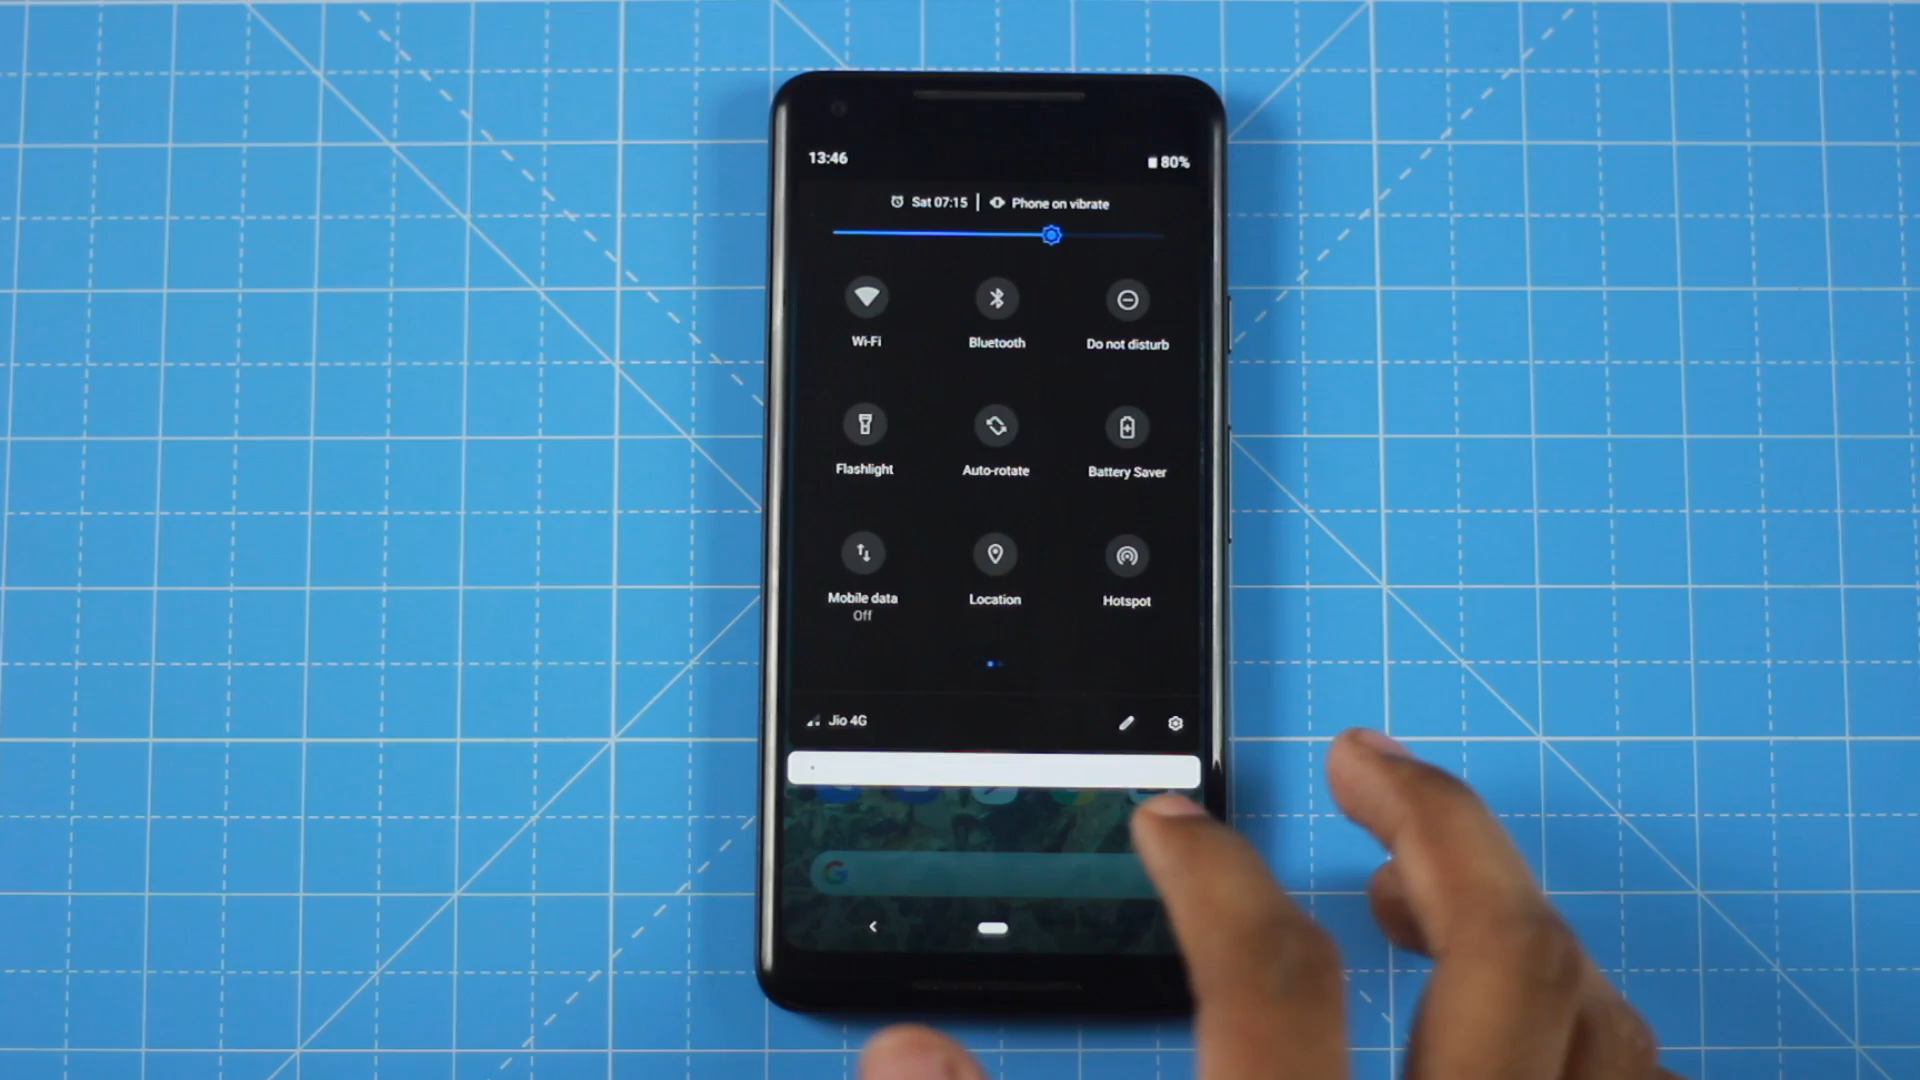 13:46
80%
Sat 07:15 | Phone on vibrate
Wi-Fi
Bluetooth
Do not disturb
Flashlight
Auto-rotate
Battery Saver
Mobile data
Off
Location
Hotspot
Jio 4G
G